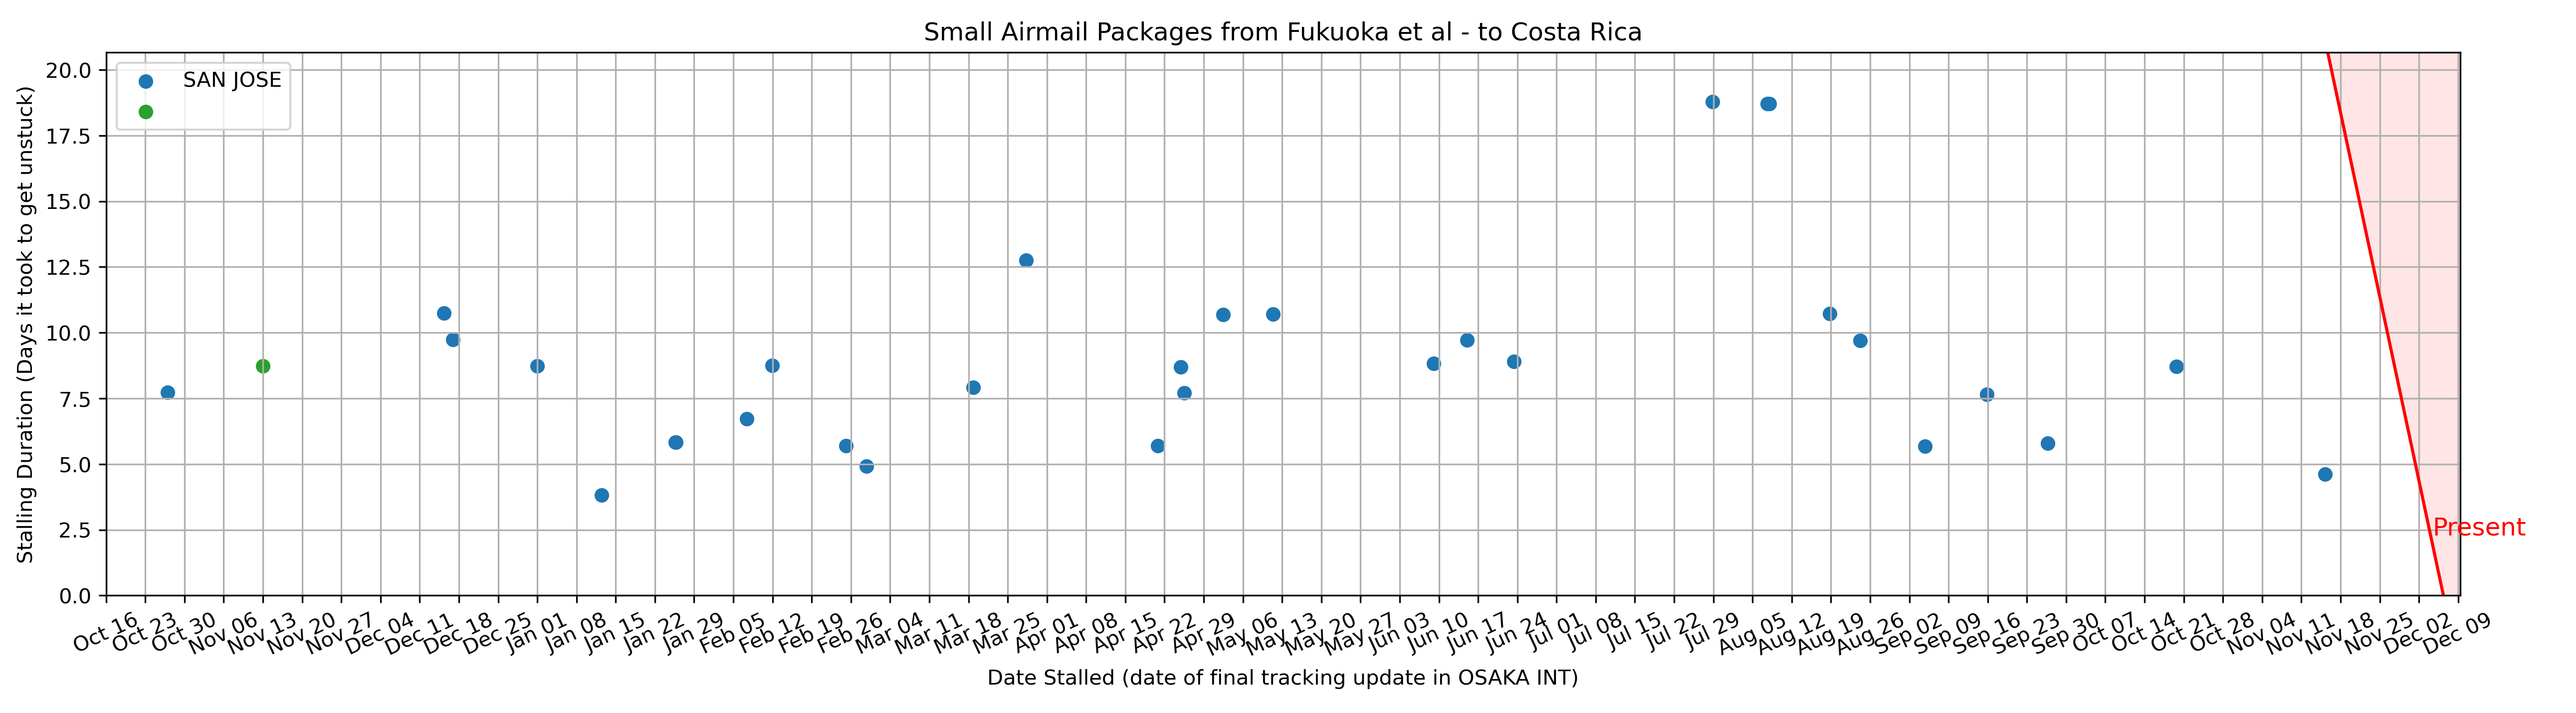 Small Airmail Packages from Fukuoka et al - to Costa Rica
SAN JOSE
Stalling Duration (Days it took to get unstuck)
20.0
17.5
15.0
12.5
10.0
7.5
5.0
2.5
0.0
Present
Oct 16
Oct 23
Oct 30
Nov 06
Nov 13
Nov 20
Nov 27
Dec 04
Dec 11
Dec 18
Dec 25
Jan 01
Jan 08
Jan 15
Jan 22
Jan 29
Feb 05
Feb 12
Feb 19
Feb 26
Mar 04
Mar 11
Mar 18
Mar 25
Apr 01
Apr 08
Apr 15
Apr 22
Apr 29
May 06
May 13
May 20
May 27
Jun 03
Jun 10
Jun 17
Jun 24
Jul 01
Jul 08
Jul 15
Jul 22
Jul 29
Aug 05
Aug 12
Aug 19
Aug 26
Sep 02
Sep 09
Sep 16
Sep 23
Sep 30
Oct 07
Oct 14
Oct 21
Oct 28
Nov 04
Nov 11
Nov 18
Nov 25
Dec 02
Dec 09
Date Stalled (date of final tracking update in OSAKA INT)